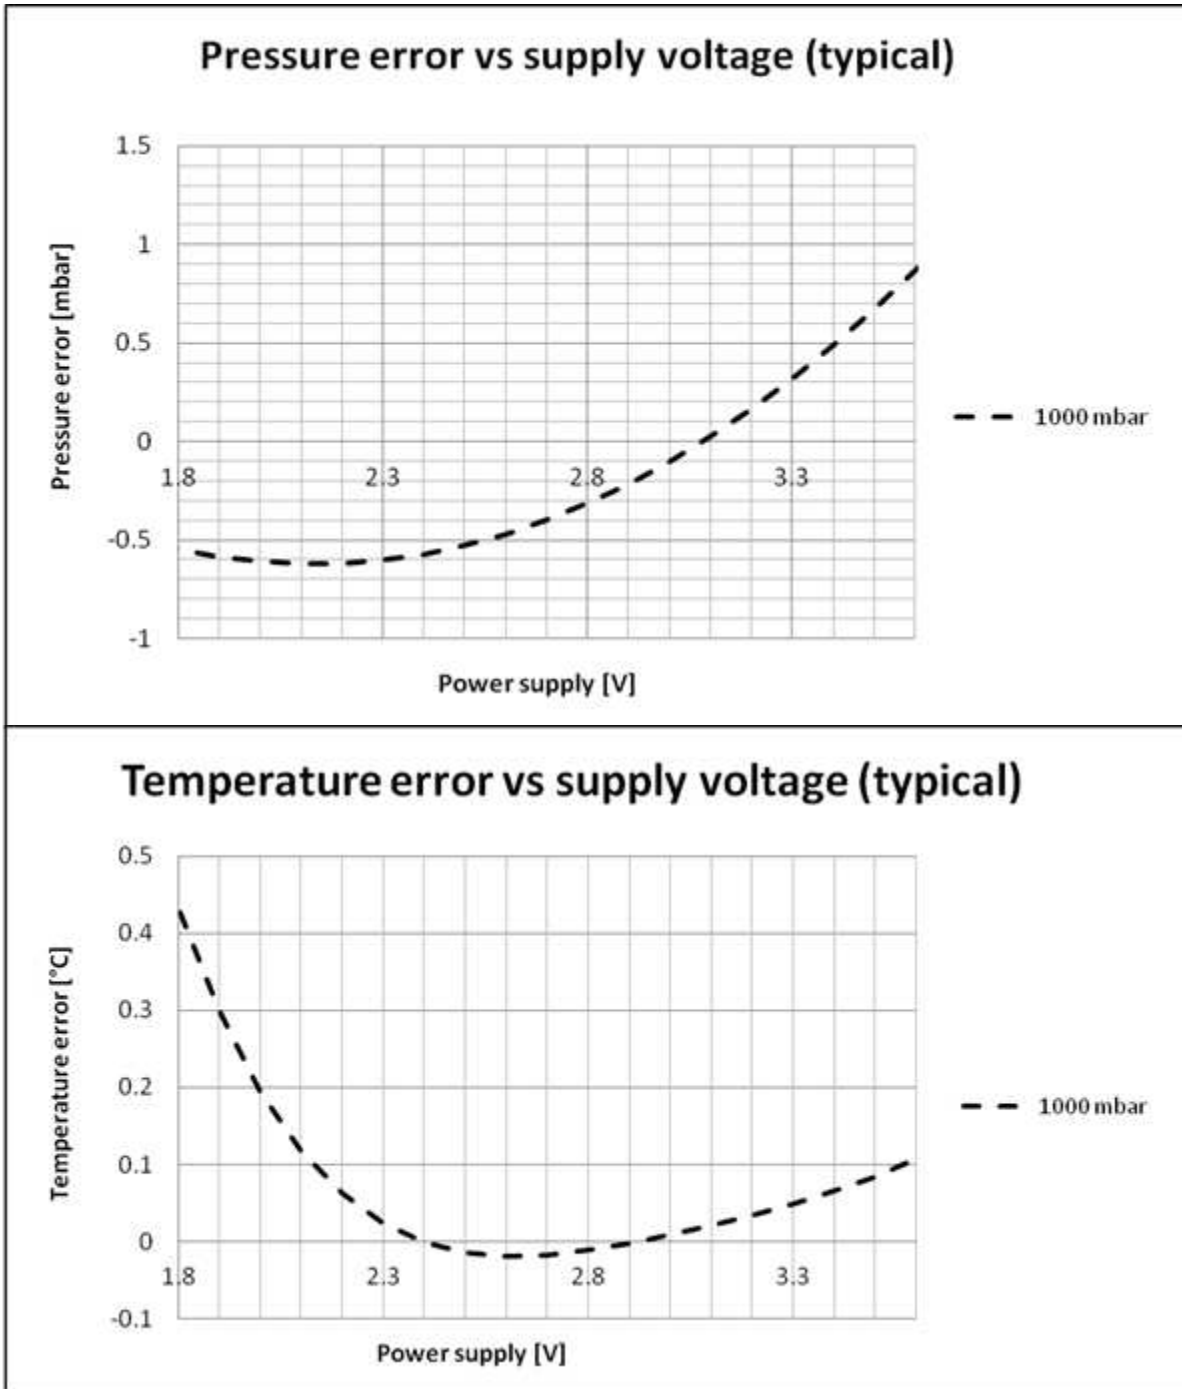 Pressure error vs supply voltage (typical)
1.5
1
0.5
0
-0.5
-1
Pressure error [mbar]
1.8 2.3 2.8 3.3
Power supply [V]
1000 mbar
Temperature error vs supply voltage (typical)
0.5
0.4
0.3
0.2
0.1
0
-0.1
Temperature error [°C]
1.8 2.3 2.8 3.3
Power supply [V]
1000 mbar